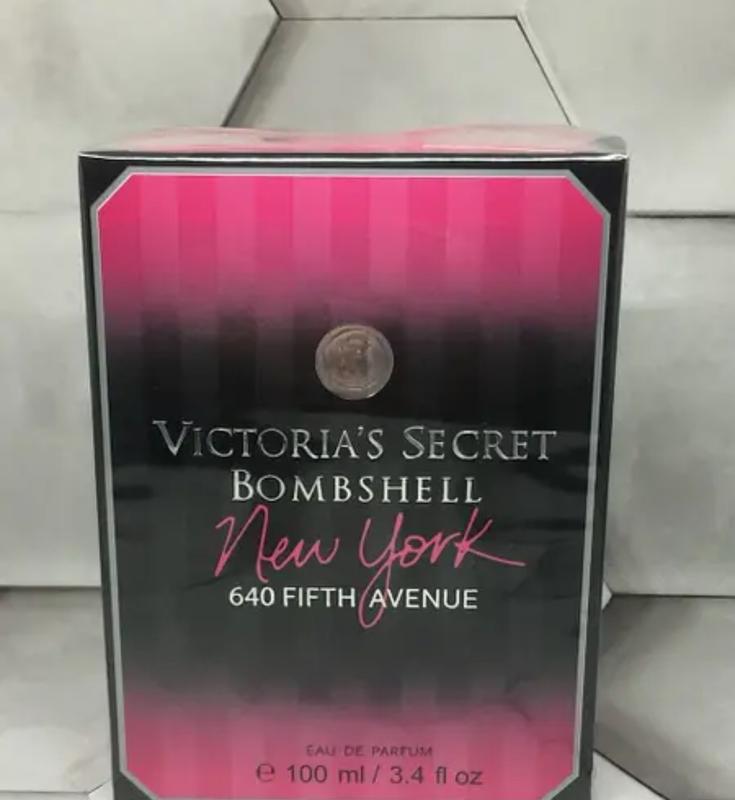 VICTORIA'S SECRET
BOMBSHELL
New York
640 FIFTH AVENUE
EAU DE PARFUM
℮ 100 ml / 3.4 fl oz